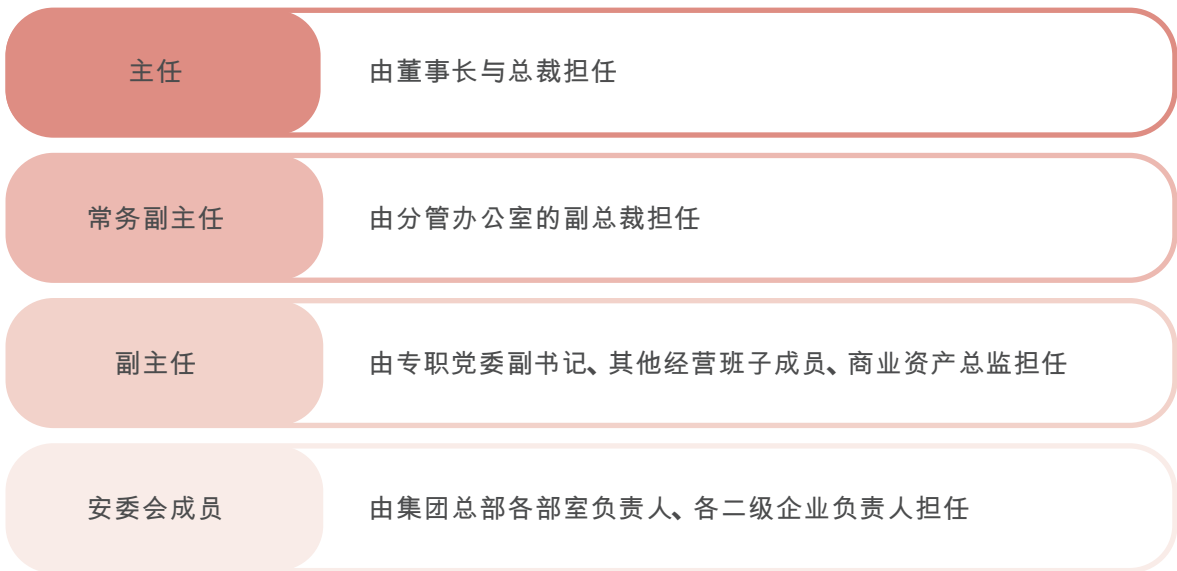 主任
由董事长与总裁担任
常务副主任
由分管办公室的副总裁担任
副主任
由专职党委副书记、其他经营班子成员、商业资产总监担任
安委会成员
由集团总部各部室负责人、各二级企业负责人担任